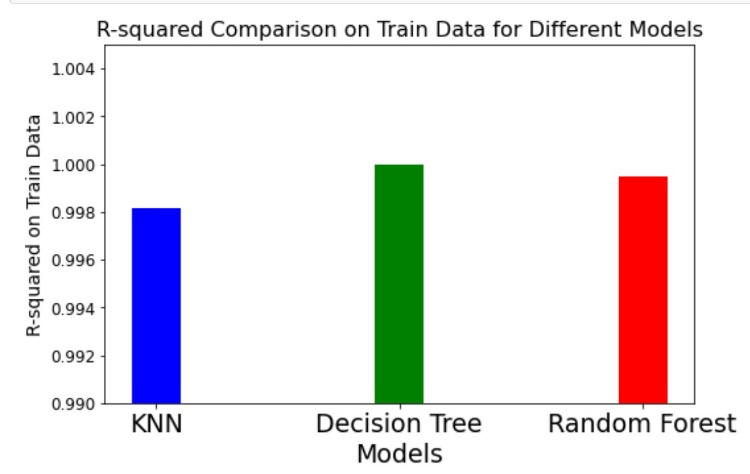 R-squared Comparison on Train Data for Different Models
R-squared on Train Data
1.004
1.002
1.000
0.998
0.996
0.994
0.992
0.990
KNN
Decision Tree
Random Forest
Models